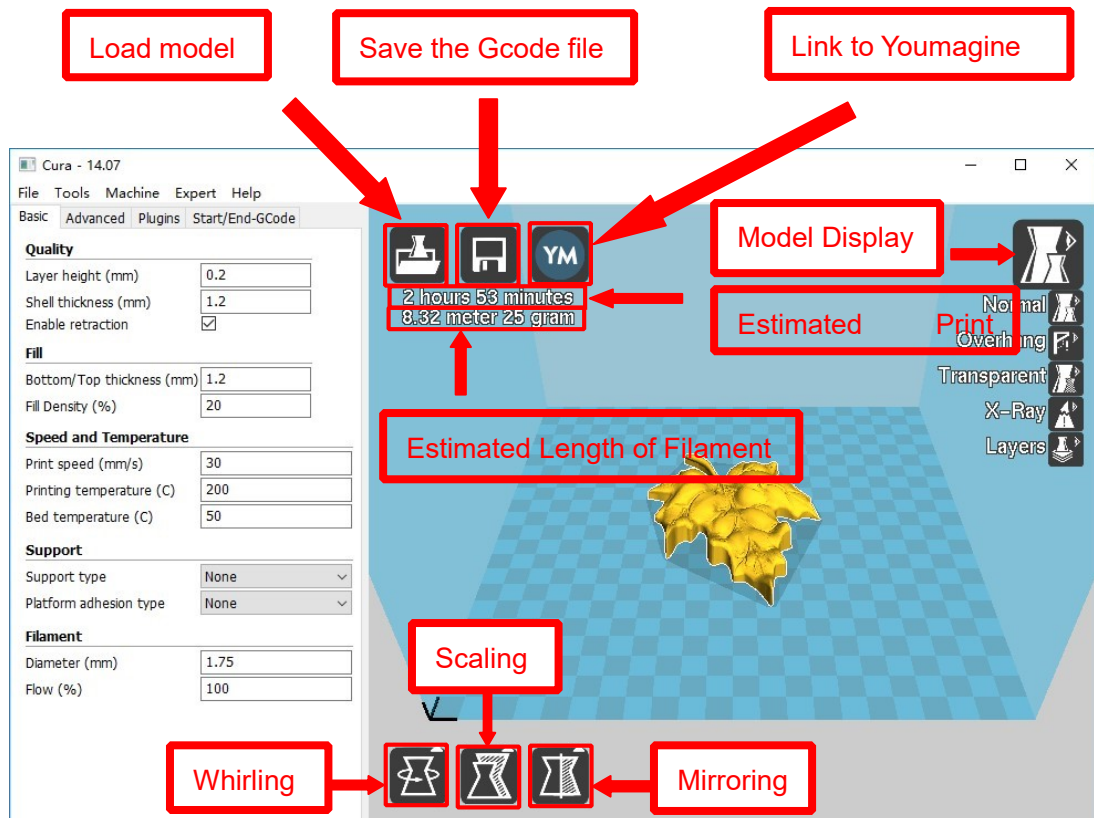 Load model
Save the Gcode file
Link to Youmagine
Cura - 14.07
File Tools Machine Expert Help
Basic Advanced Plugins Start/End-GCode
Quality
Layer height (mm) 0.2
Shell thickness (mm) 1.2
Enable retraction
Fill
Bottom/Top thickness (mm) 1.2
Fill Density (%) 20
Speed and Temperature
Print speed (mm/s) 30
Printing temperature (C) 200
Bed temperature (C) 50
Support
Support type None
Platform adhesion type None
Filament
Diameter (mm) 1.75
Flow (%) 100
YM
2 hours 53 minutes
8.32 meter 25 gram
Model Display
Estimated Print
Normal
Overhang
Transparent
X-Ray
Layers
Estimated Length of Filament
Scaling
Whirling
Mirroring